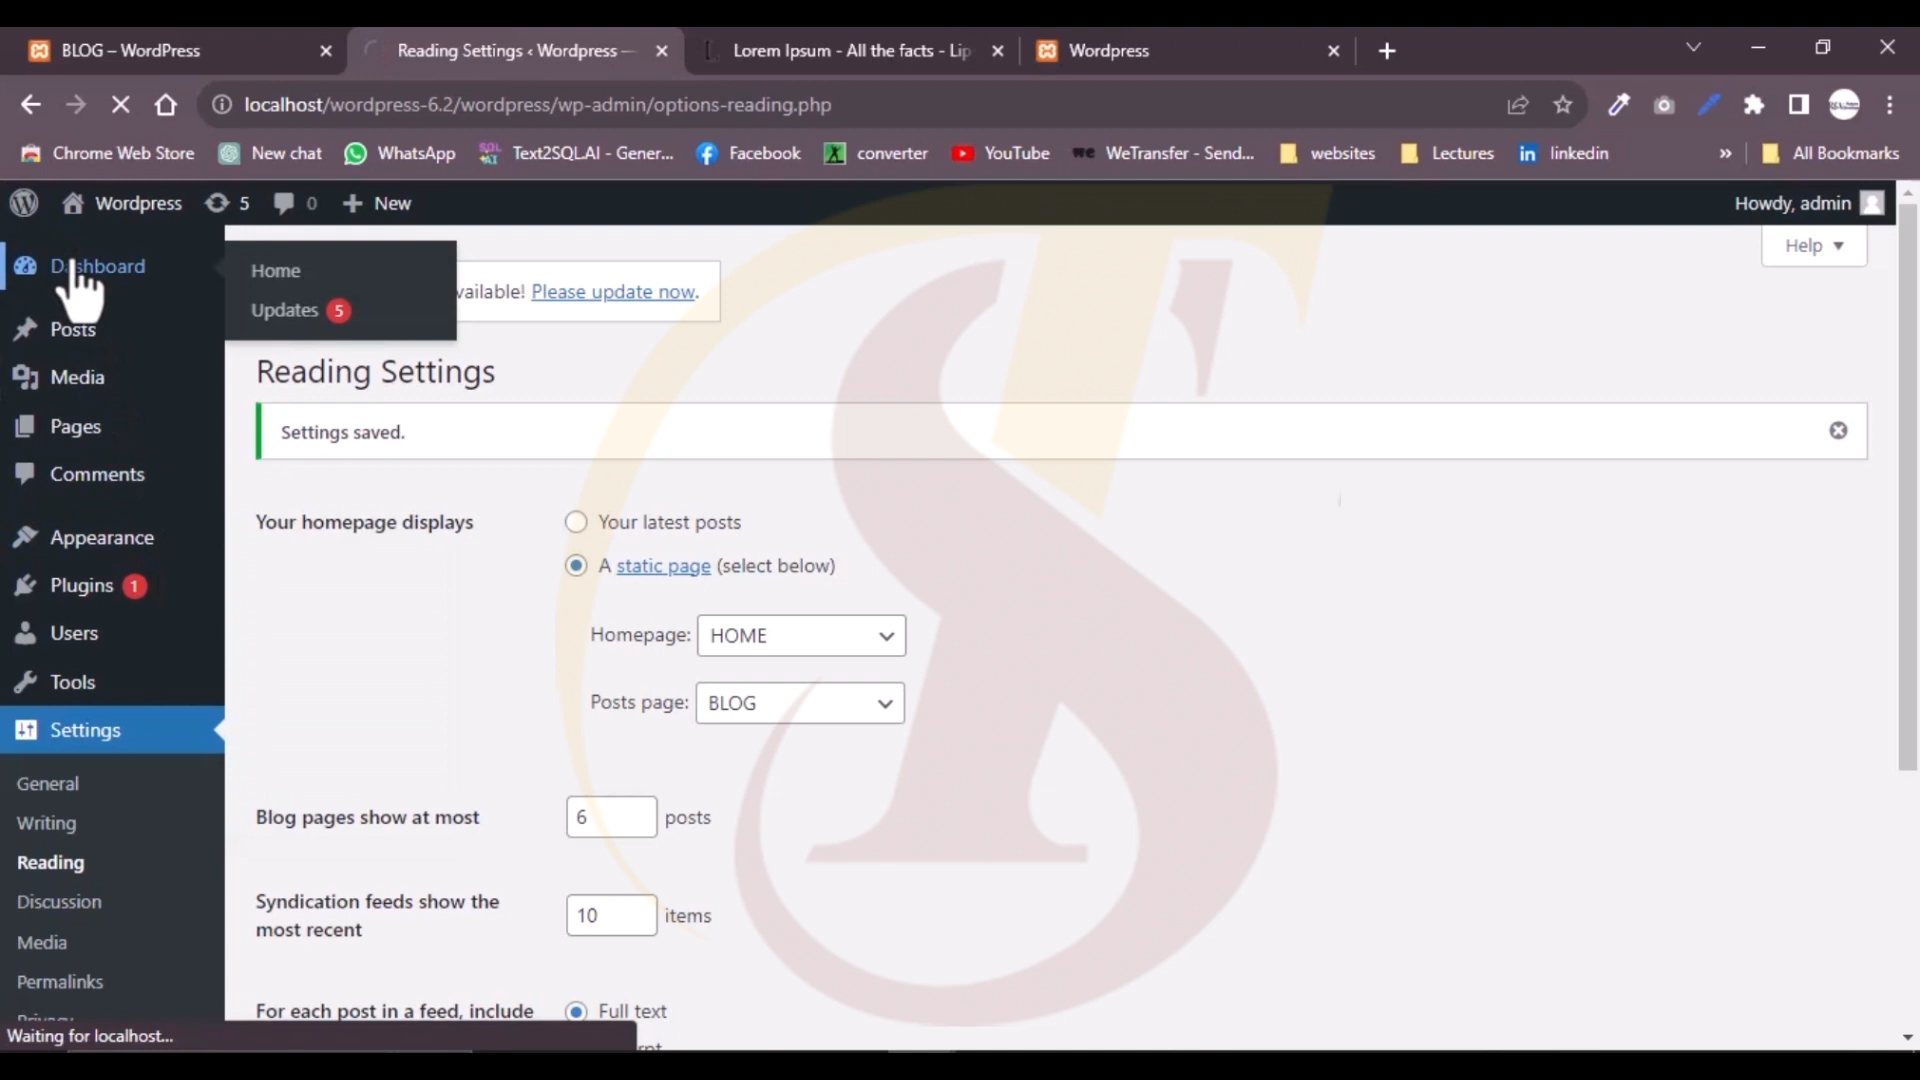 BLOG – WordPress
Reading Settings ‹ Wordpress —
Lorem Ipsum - All the facts - Lip
Wordpress
localhost/wordpress-6.2/wordpress/wp-admin/options-reading.php
Chrome Web Store
New chat
WhatsApp
Text2SQL.AI - Gener...
Facebook
converter
YouTube
WeTransfer - Send...
websites
Lectures
linkedin
»
All Bookmarks
Wordpress
5
0
New
Howdy, admin
Help
Dashboard
Home
Updates 5
vailable! Please update now.
Posts
Media
Pages
Comments
Appearance
Plugins 1
Users
Tools
Settings
General
Writing
Reading
Discussion
Media
Permalinks
Reading Settings
Settings saved.
Your homepage displays
Your latest posts
A static page (select below)
Homepage: HOME
Posts page: BLOG
Blog pages show at most
6 posts
Syndication feeds show the
most recent
10 items
For each post in a feed, include
Full text
Waiting for localhost...